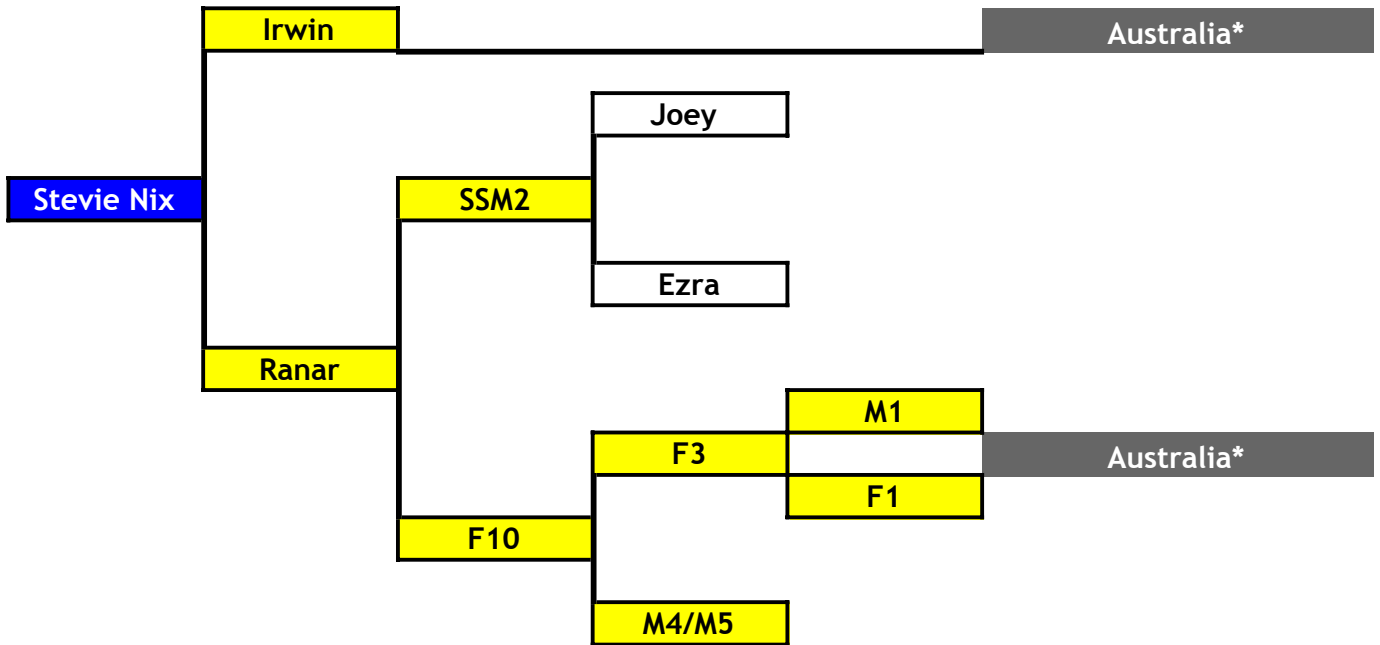 Irwin
Australia*
Joey
Stevie Nix
SSM2
Ezra
Ranar
M1
F3
Australia*
F1
F10
M4/M5